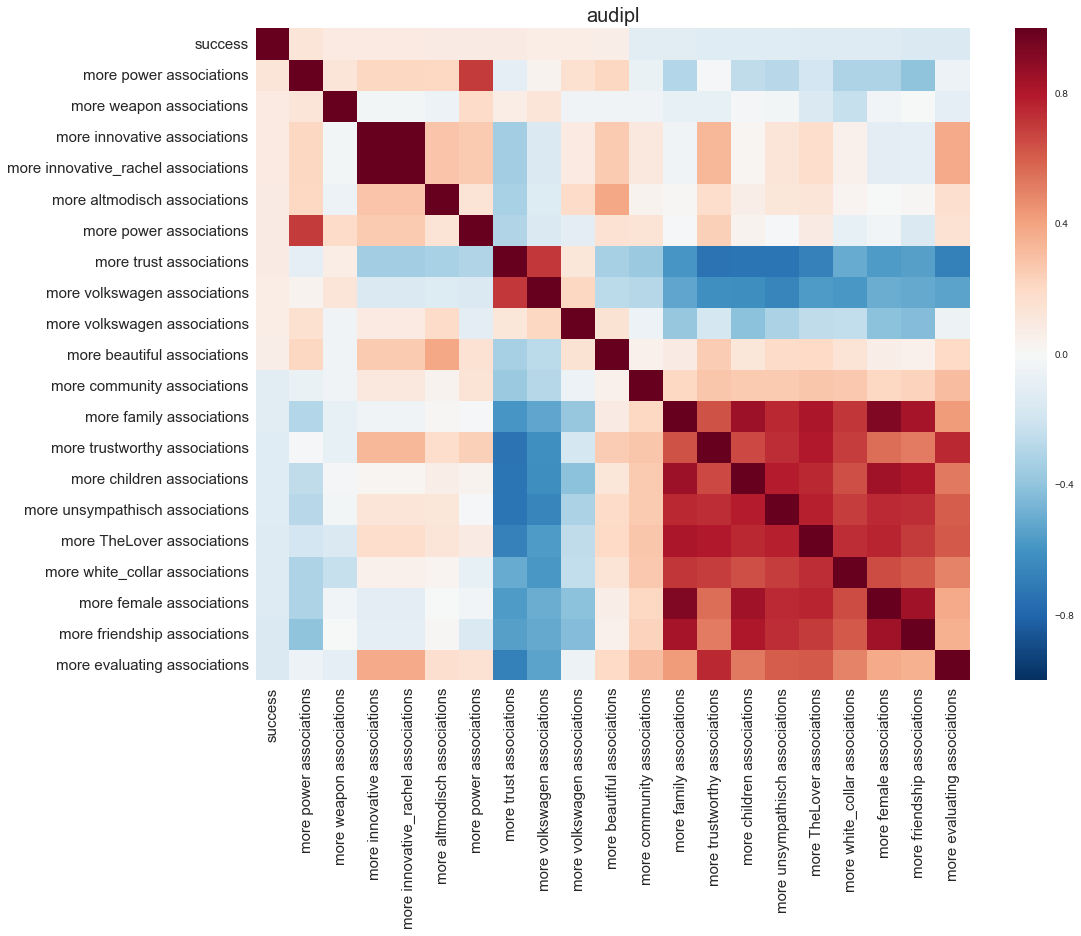 audipl
success
more power associations
more weapon associations
more innovative associations
more innovative_rachel associations
more altmodisch associations
more power associations
more trust associations
more volkswagen associations
more volkswagen associations
more beautiful associations
more community associations
more family associations
more trustworthy associations
more children associations
more unsympathisch associations
more TheLover associations
more white_collar associations
more female associations
more friendship associations
more evaluating associations
0.8
0.4
0.0
−0.4
−0.8
success
more power associations
more weapon associations
more innovative associations
more innovative_rachel associations
more altmodisch associations
more power associations
more trust associations
more volkswagen associations
more volkswagen associations
more beautiful associations
more community associations
more family associations
more trustworthy associations
more children associations
more unsympathisch associations
more TheLover associations
more white_collar associations
more female associations
more friendship associations
more evaluating associations